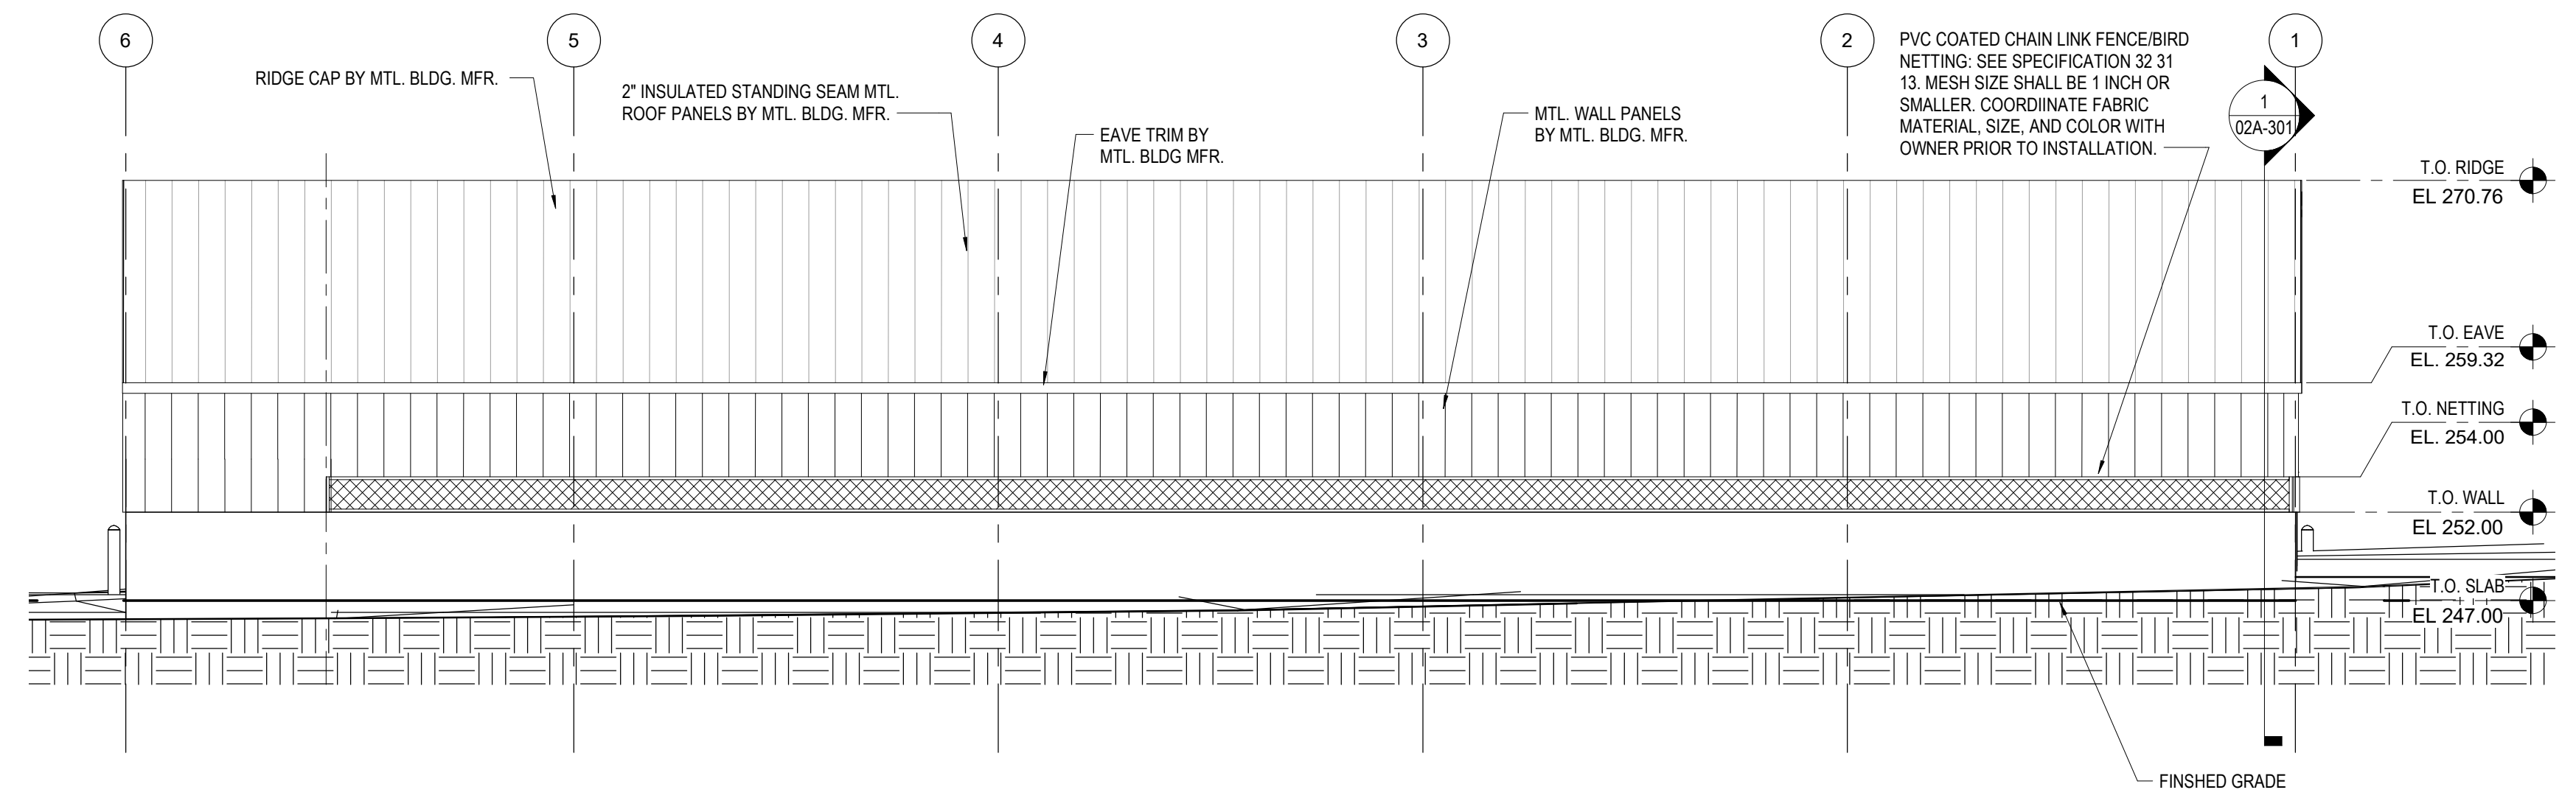 6
5
4
3
2
1
RIDGE CAP BY MTL. BLDG. MFR.
2" INSULATED STANDING SEAM MTL.
ROOF PANELS BY MTL. BLDG. MFR.
EAVE TRIM BY
MTL. BLDG MFR.
MTL. WALL PANELS
BY MTL. BLDG. MFR.
PVC COATED CHAIN LINK FENCE/BIRD
NETTING: SEE SPECIFICATION 32 31
13. MESH SIZE SHALL BE 1 INCH OR
SMALLER. COORDIINATE FABRIC
MATERIAL, SIZE, AND COLOR WITH
OWNER PRIOR TO INSTALLATION.
1
02A-301
T.O. RIDGE
EL 270.76
T.O. EAVE
EL. 259.32
T.O. NETTING
EL. 254.00
T.O. WALL
EL 252.00
T.O. SLAB
EL 247.00
FINSHED GRADE